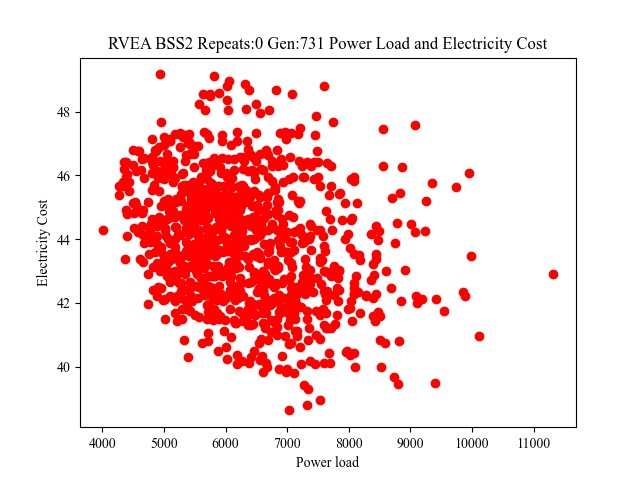 RVEA BSS2 Repeats:0 Gen:731 Power Load and Electricity Cost
48
46
44
42
40
Electricity Cost
4000 5000 6000 7000 8000 9000 10000 11000
Power load